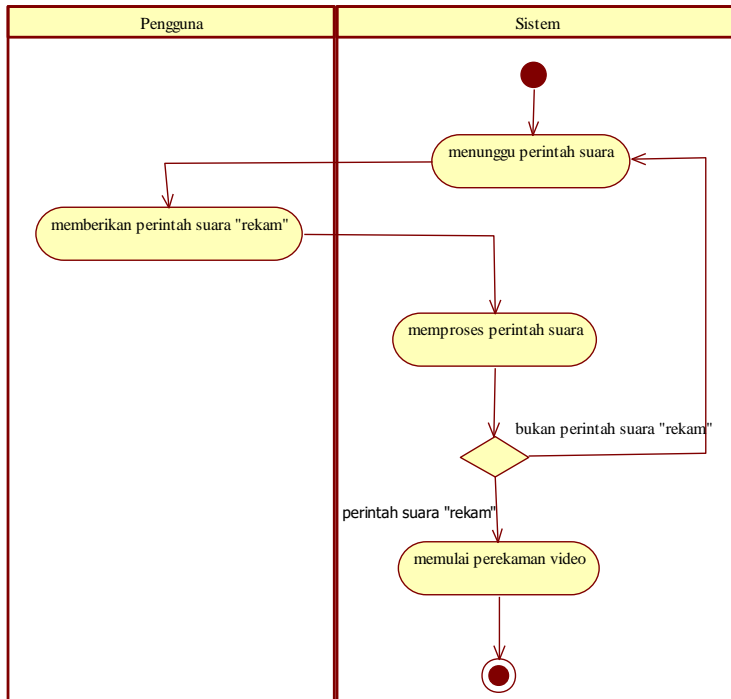 Pengguna
Sistem
menunggu perintah suara
memberikan perintah suara "rekam"
memproses perintah suara
bukan perintah suara "rekam"
perintah suara "rekam"
memulai perekaman video